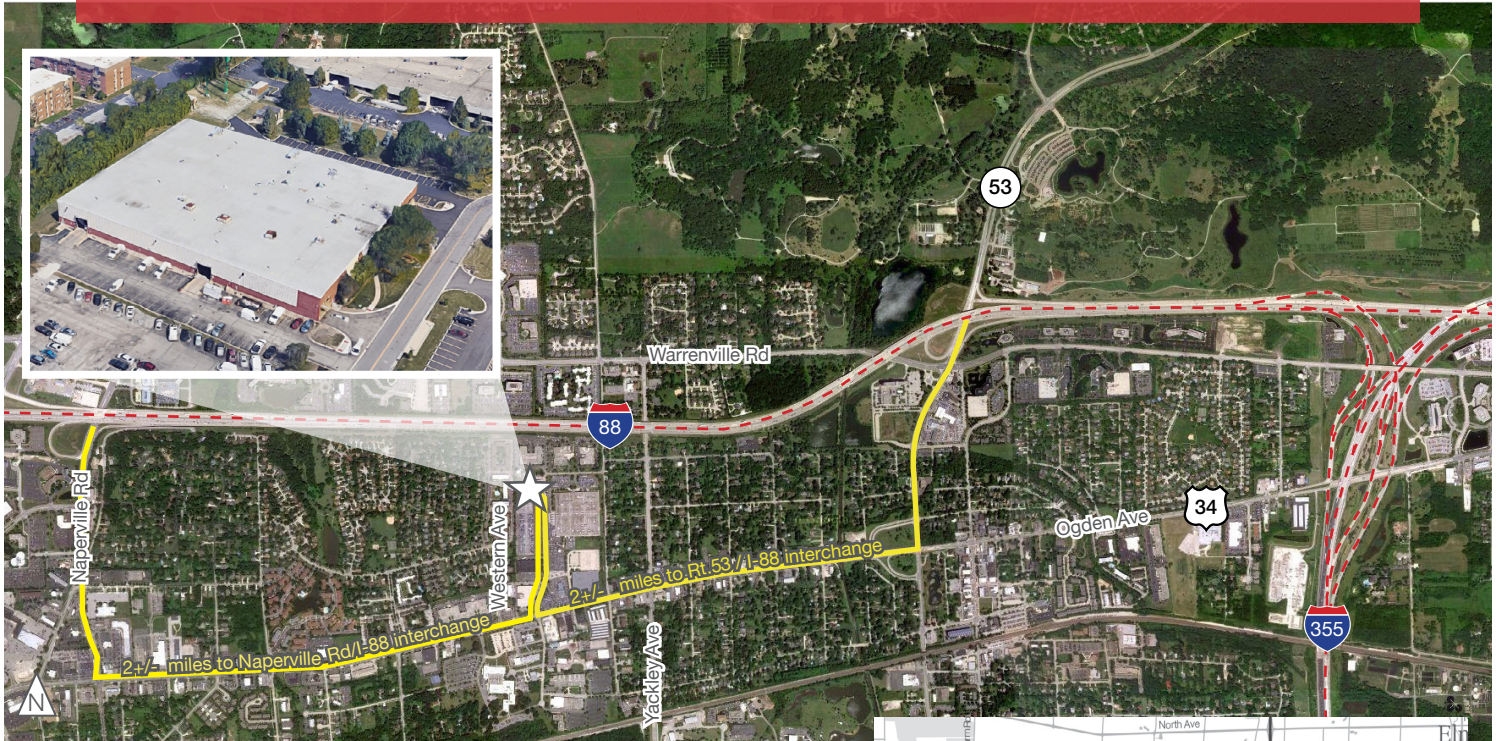 53
Warrenville Rd
88
Naperville Rd
Western Ave
34
Ogden Ave
2+/- miles to Rt.53 / I-88 interchange
2+/- miles to Naperville Rd/I-88 interchange
355
Yackley Ave
N
North Ave